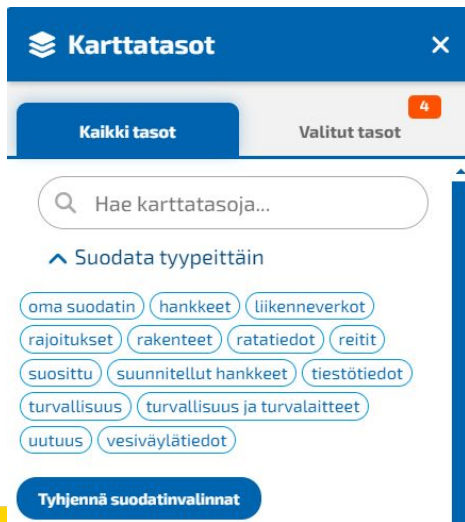 Karttatasot
4
Kaikki tasot
Valitut tasot
Hae karttatasoja...
Suodata tyypeittäin
oma suodatin hankkeet liikenneverkot
rajoitukset rakenteet ratatiedot reitit
suosittu suunnitellut hankkeet tiestötiedot
turvallisuus turvallisuus ja turvalaitteet
uutuus vesiväylätiedot
Tyhjennä suodatinvalinnat